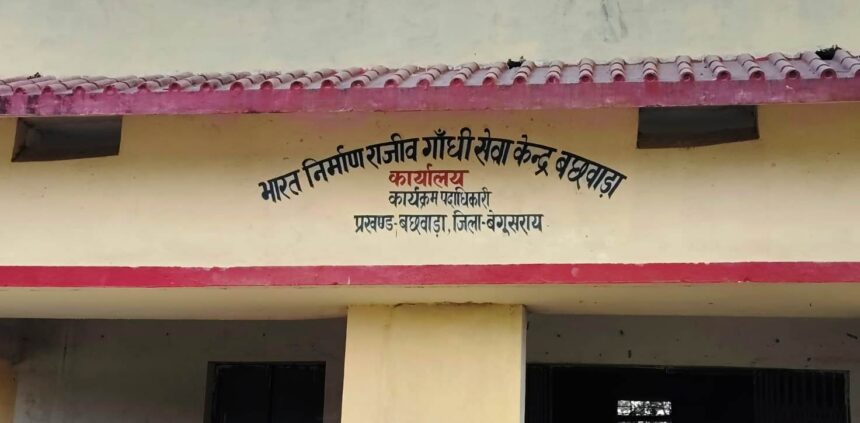 भारत निर्माण राजीव गाँधी सेवा केन्द्र बछवाड़ा
कार्यालय
कार्यक्रम पदाधिकारी
प्रखण्ड-बछवाड़ा, जिला-बेगूसराय